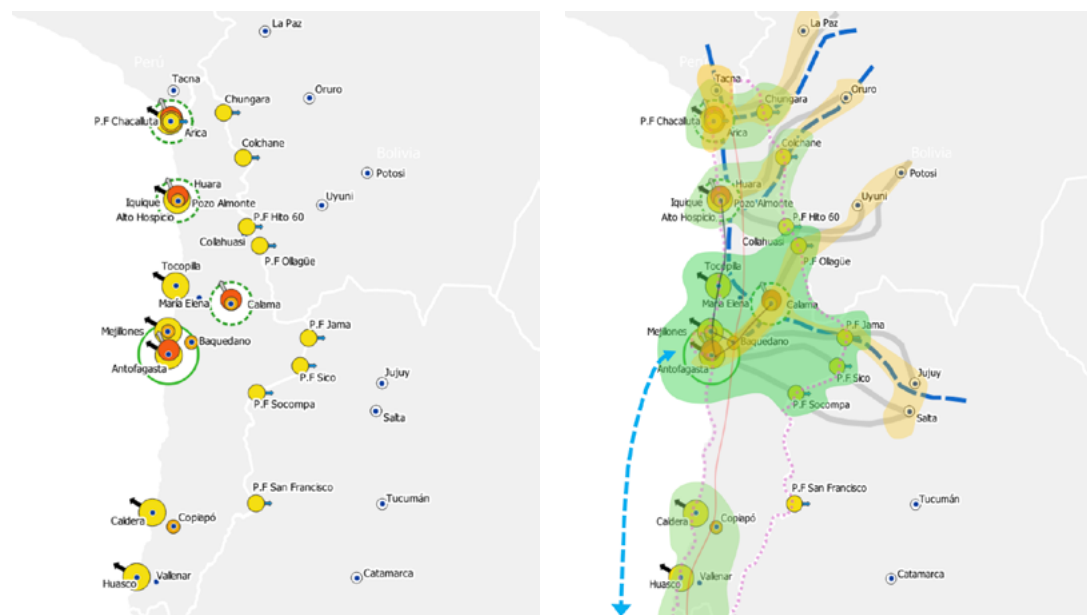 La Paz
Perú
Tacna
Oruro
Chungara
P.F Chacalluta
Arica
Colchane
Bolivia
Potosi
Huara
Iquique
Pozo Almonte
Alto Hospicio
Uyuni
P.F Hito 60
Collahuasi
P.F Ollagüe
Tocopilla
María Elena
Calama
Mejillones
P.F Jama
Baquedano
Antofagasta
P.F Sico
Jujuy
P.F Socompa
Salta
P.F San Francisco
Tucumán
Caldera
Copiapó
Huasco
Vallenar
Catamarca
La Paz
Perú
Tacna
Oruro
Chungara
P.F Chacalluta
Arica
Colchane
Bolivia
Potosi
Huara
Iquique
Pozo Almonte
Alto Hospicio
Uyuni
P.F Hito 60
Collahuasi
P.F Ollagüe
Tocopilla
María Elena
Calama
Mejillones
P.F Jama
Baquedano
Antofagasta
P.F Sico
Jujuy
P.F Socompa
Salta
P.F San Francisco
Tucumán
Caldera
Copiapó
Huasco
Vallenar
Catamarca